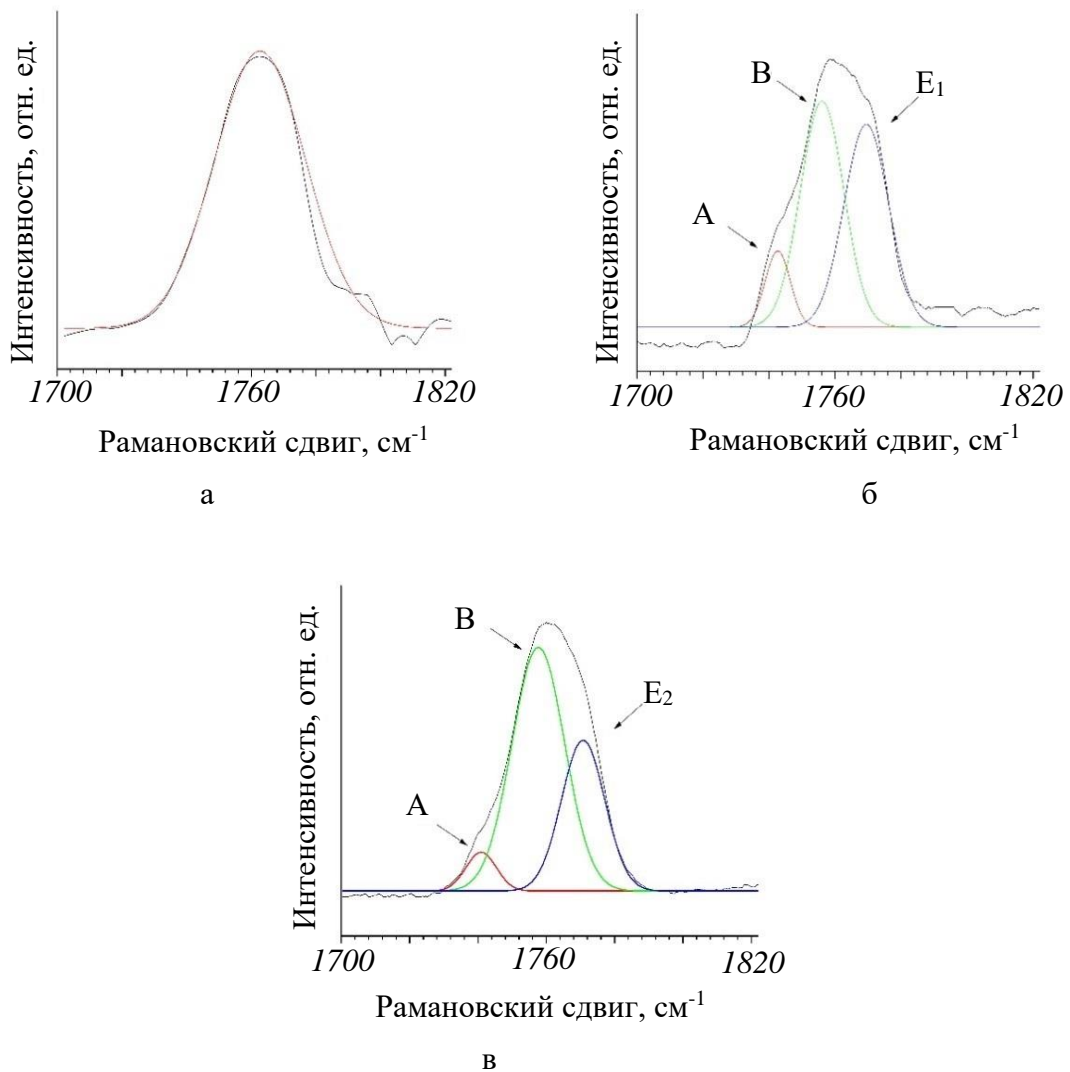 Интенсивность, отн. ед.
1700 1760 1820
Рамановский сдвиг, см-1
а
Интенсивность, отн. ед.
A
B
E1
1700 1760 1820
Рамановский сдвиг, см-1
б
Интенсивность, отн. ед.
A
B
E2
1700 1760 1820
Рамановский сдвиг, см-1
в